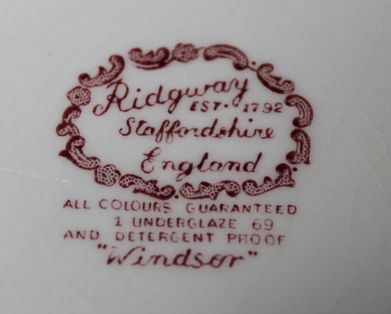 Ridgway
EST. 1792
Staffordshire
England
ALL COLOURS GUARANTEED
1 UNDERGLAZE 69
AND DETERGENT PROOF
"Windsor"